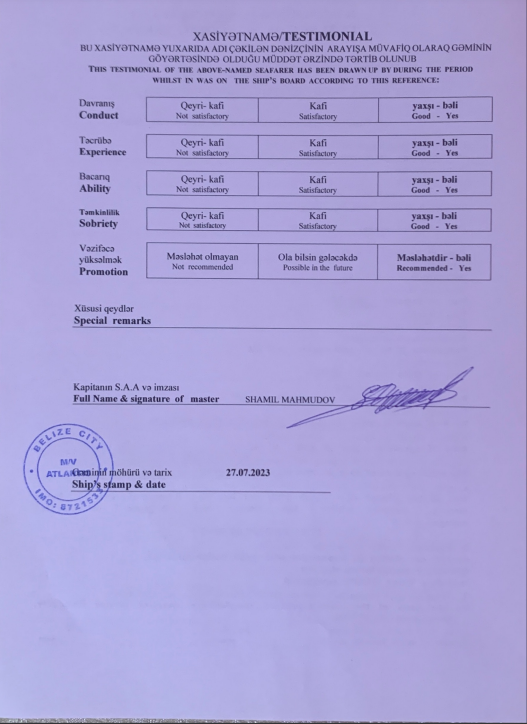 XASİYƏTNAMƏ/TESTIMONIAL
BU XASİYƏTNAMƏ YUXARIDA ADI ÇƏKİLƏN DƏNİZÇİNİN ARAYIŞA MÜVAFİQ OLARAQ GƏMİNİN
GÖYƏRTƏSİNDƏ OLDUĞU MÜDDƏT ƏRZİNDƏ TƏRTİB OLUNUB
THIS TESTIMONIAL OF THE ABOVE-NAMED SEAFARER HAS BEEN DRAWN UP BY DURING THE PERIOD
WHILST IN WAS ON THE SHIP'S BOARD ACCORDING TO THIS REFERENCE:
Davranış Qeyri- kafi Kafi yaxşı - bəli
Conduct Not satisfactory Satisfactory Good - Yes
Təcrübə Qeyri- kafi Kafi yaxşı - bəli
Experience Not satisfactory Satisfactory Good - Yes
Bacarıq Qeyri- kafi Kafi yaxşı - bəli
Ability Not satisfactory Satisfactory Good - Yes
Təmkinlilik Qeyri- kafi Kafi yaxşı - bəli
Sobriety Not satisfactory Satisfactory Good - Yes
Vəzifəcə
yüksəlmək Məsləhət olmayan Ola bilsin gələcəkdə Məsləhətdir - bəli
Promotion Not recommended Possible in the future Recommended - Yes
Xüsusi qeydlər
Special remarks
Kapitanın S.A.A və imzası
Full Name & signature of master SHAMIL MAHMUDOV
BELIZE CITY
M/V
Gəminin möhürü və tarix 27.07.2023
Ship's stamp & date